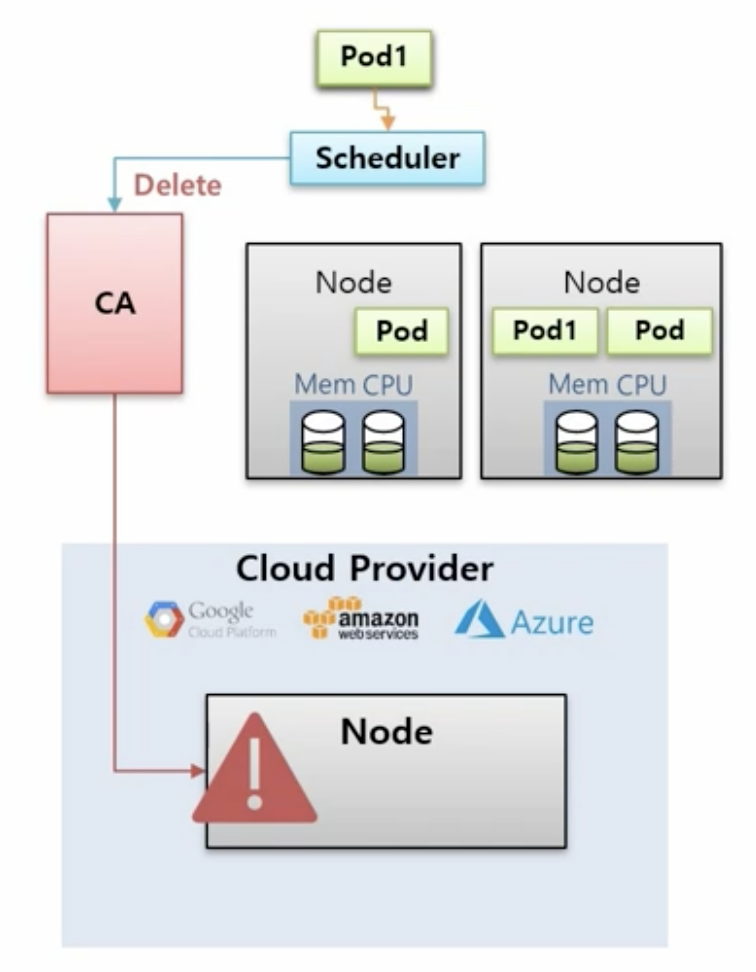 Pod1
Scheduler
Delete
CA
Node
Pod
Mem CPU
Node
Pod1
Pod
Mem CPU
Cloud Provider
Google
Cloud Platform
amazon
webservices
Azure
Node